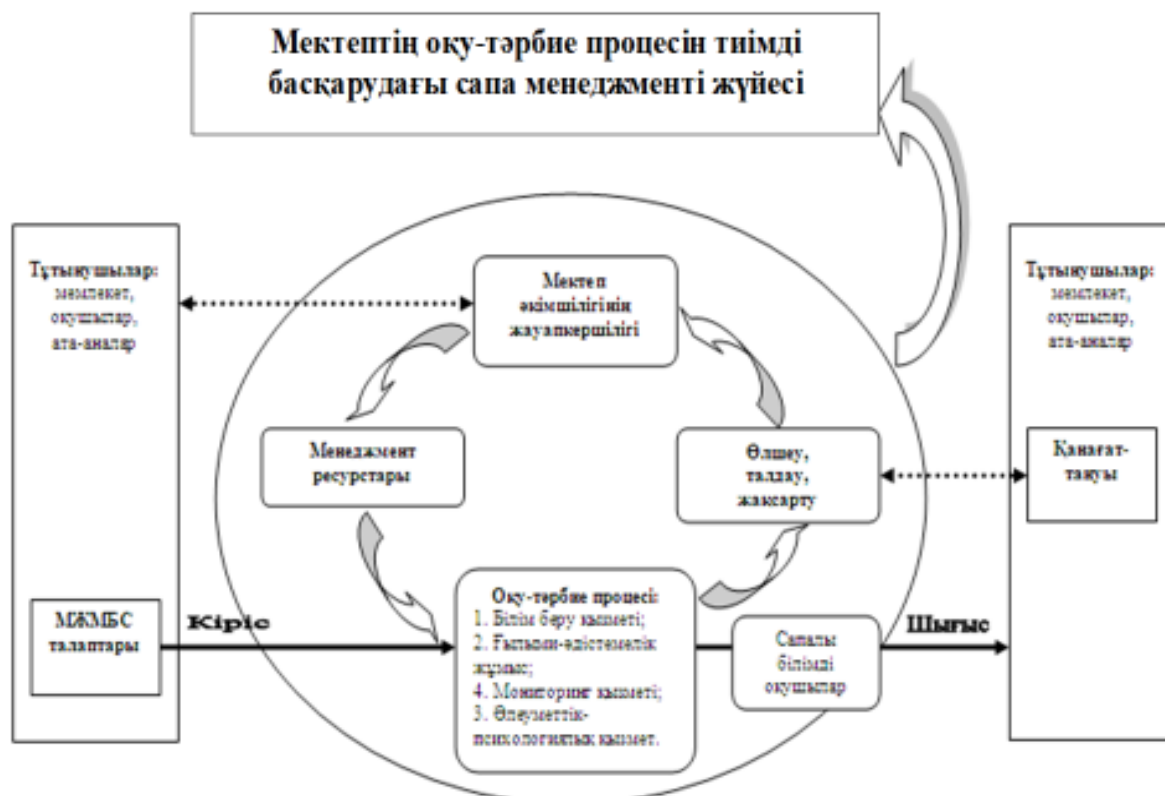 Мектептің оқу-тәрбие процесін тиімді
басқарудағы сапа менеджменті жүйесі
Тұтынушылар:
мемлекет,
оқушылар,
ата-аналар
Мектеп
әкімшілігінің
жауапкершілігі
Тұтынушылар:
мемлекет,
оқушылар,
ата-аналар
Менеджмент
ресурстары
Өлшеу,
талдау,
жақсарту
Қанағат-
тануы
МЖМБС
талаптары
Кіріс
Оқу-тәрбие процесі:
1. Білім беру қызметі;
2. Ғылыми-әдістемелік
жұмыс;
4. Мониторинг қызметі;
3. Әлеуметтік-
психологиялық қызмет.
Сапалы
білімді
оқушылар
Шығыс